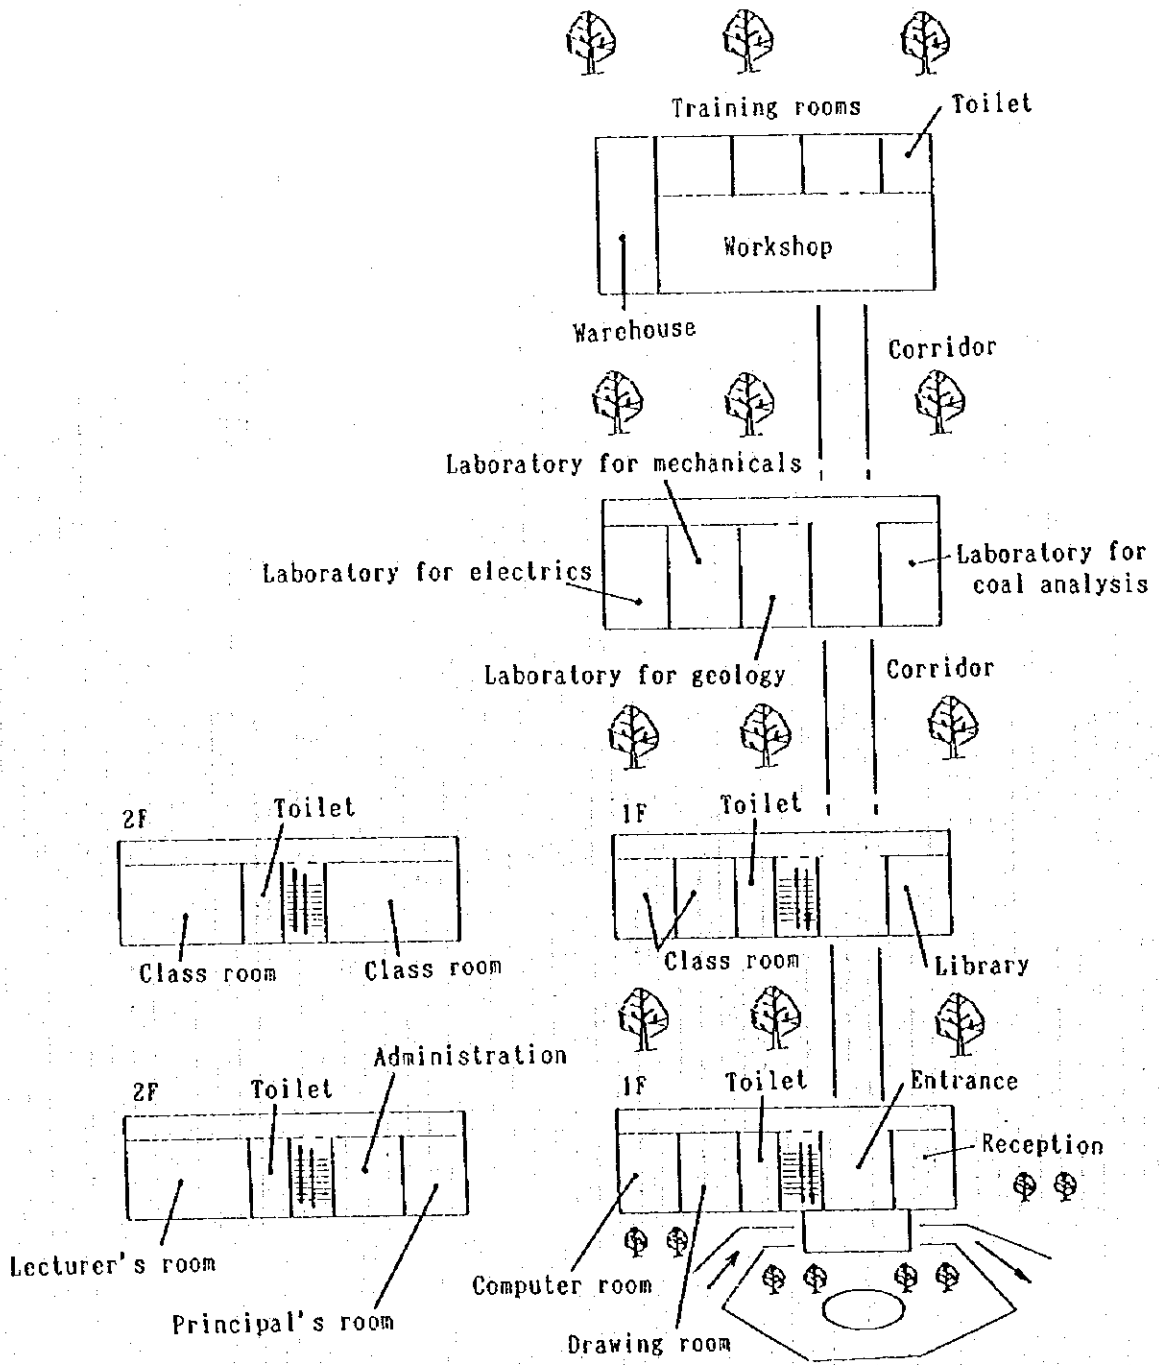 Training rooms
Toilet
Workshop
Warehouse
Corridor
Laboratory for mechanicals
Laboratory for electrics
Laboratory for
coal analysis
Laboratory for geology
Corridor
2F
Toilet
1F
Toilet
Class room
Class room
Class room
Library
Administration
2F
Toilet
1F
Toilet
Entrance
Reception
Lecturer's room
Computer room
Principal's room
Drawing room